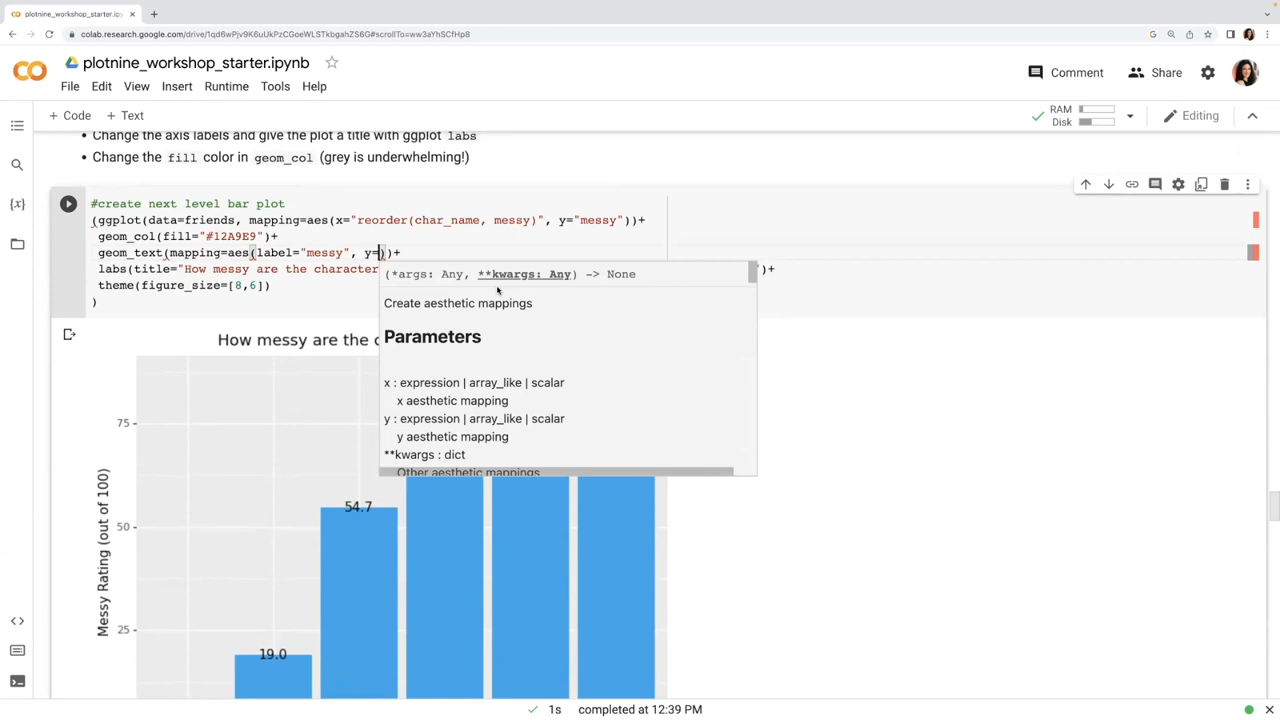 plotnine_workshop_starter.ipy
colab.research.google.com/drive/1qd6wPjv9K6uUkPzCGoeWLSTkbgahZS6G#scrollTo=ww3aYhSCfHp8
plotnine_workshop_starter.ipynb
File Edit View Insert Runtime Tools Help
Comment Share
+ Code + Text
RAM
Disk
Editing
Change the axis labels and give the plot a title with ggplot labs
Change the fill color in geom_col (grey is underwhelming!)
#create next level bar plot
(ggplot(data=friends, mapping=aes(x="reorder(char_name, messy)", y="messy"))+
geom_col(fill="#12A9E9")+
geom_text(mapping=aes(label="messy", y=))+
labs(title="How messy are the character ")+
theme(figure_size=[8,6])
)
(*args: Any, **kwargs: Any) -> None
Create aesthetic mappings
Parameters
x : expression | array_like | scalar
x aesthetic mapping
y : expression | array_like | scalar
y aesthetic mapping
**kwargs : dict
Other aesthetic mappings
How messy are the c
75
50
25
Messy Rating (out of 100)
54.7
19.0
1s completed at 12:39 PM